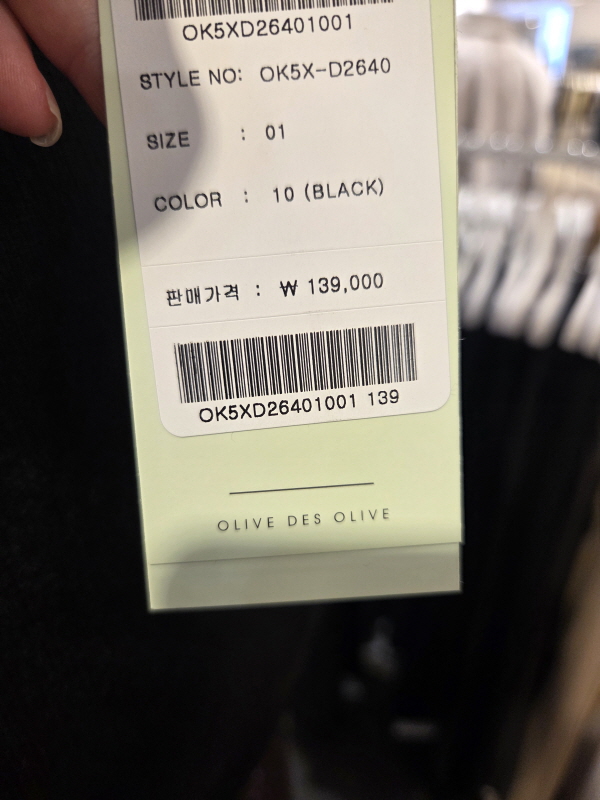 OK5XD26401001
STYLE NO: OK5X-D2640
SIZE : 01
COLOR : 10 (BLACK)
판매가격 : ₩ 139,000
OK5XD26401001 139
OLIVE DES OLIVE